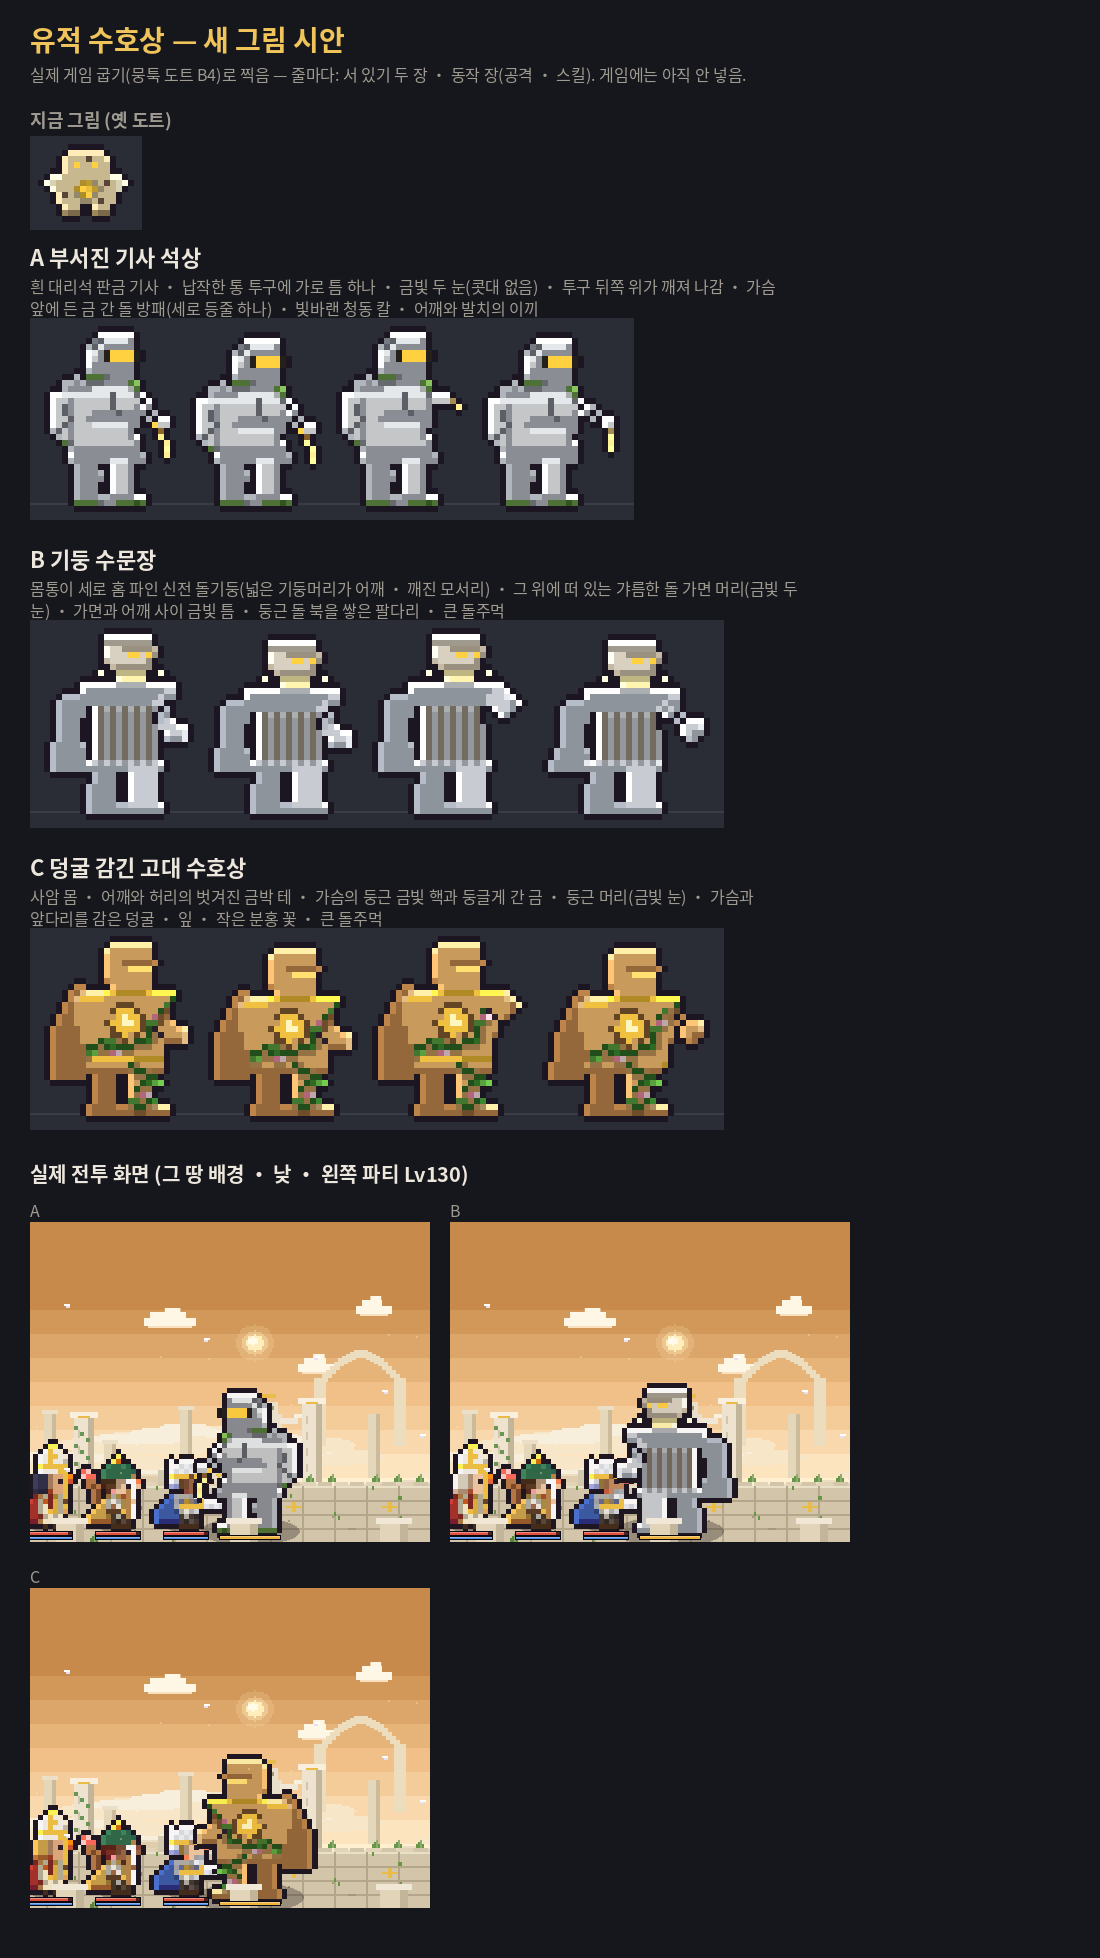 유적 수호상 — 새 그림 시안
실제 게임 굽기(뭉툭 도트 B4)로 찍음 — 줄마다: 서 있기 두 장 · 동작 장(공격 · 스킬). 게임에는 아직 안 넣음.
지금 그림 (옛 도트)
A 부서진 기사 석상
흰 대리석 판금 기사 · 납작한 통 투구에 가로 틈 하나 · 금빛 두 눈(콧대 없음) · 투구 뒤쪽 위가 깨져 나감 · 가슴
앞에 든 금 간 돌 방패(세로 등줄 하나) · 빛바랜 청동 칼 · 어깨와 발치의 이끼
B 기둥 수문장
몸통이 세로 홈 파인 신전 돌기둥(넓은 기둥머리가 어깨 · 깨진 모서리) · 그 위에 떠 있는 갸름한 돌 가면 머리(금빛 두
눈) · 가면과 어깨 사이 금빛 틈 · 둥근 돌 북을 쌓은 팔다리 · 큰 돌주먹
C 덩굴 감긴 고대 수호상
사암 몸 · 어깨와 허리의 벗겨진 금박 테 · 가슴의 둥근 금빛 핵과 둥글게 간 금 · 둥근 머리(금빛 눈) · 가슴과
앞다리를 감은 덩굴 · 잎 · 작은 분홍 꽃 · 큰 돌주먹
실제 전투 화면 (그 땅 배경 · 낮 · 왼쪽 파티 Lv130)
A
B
C